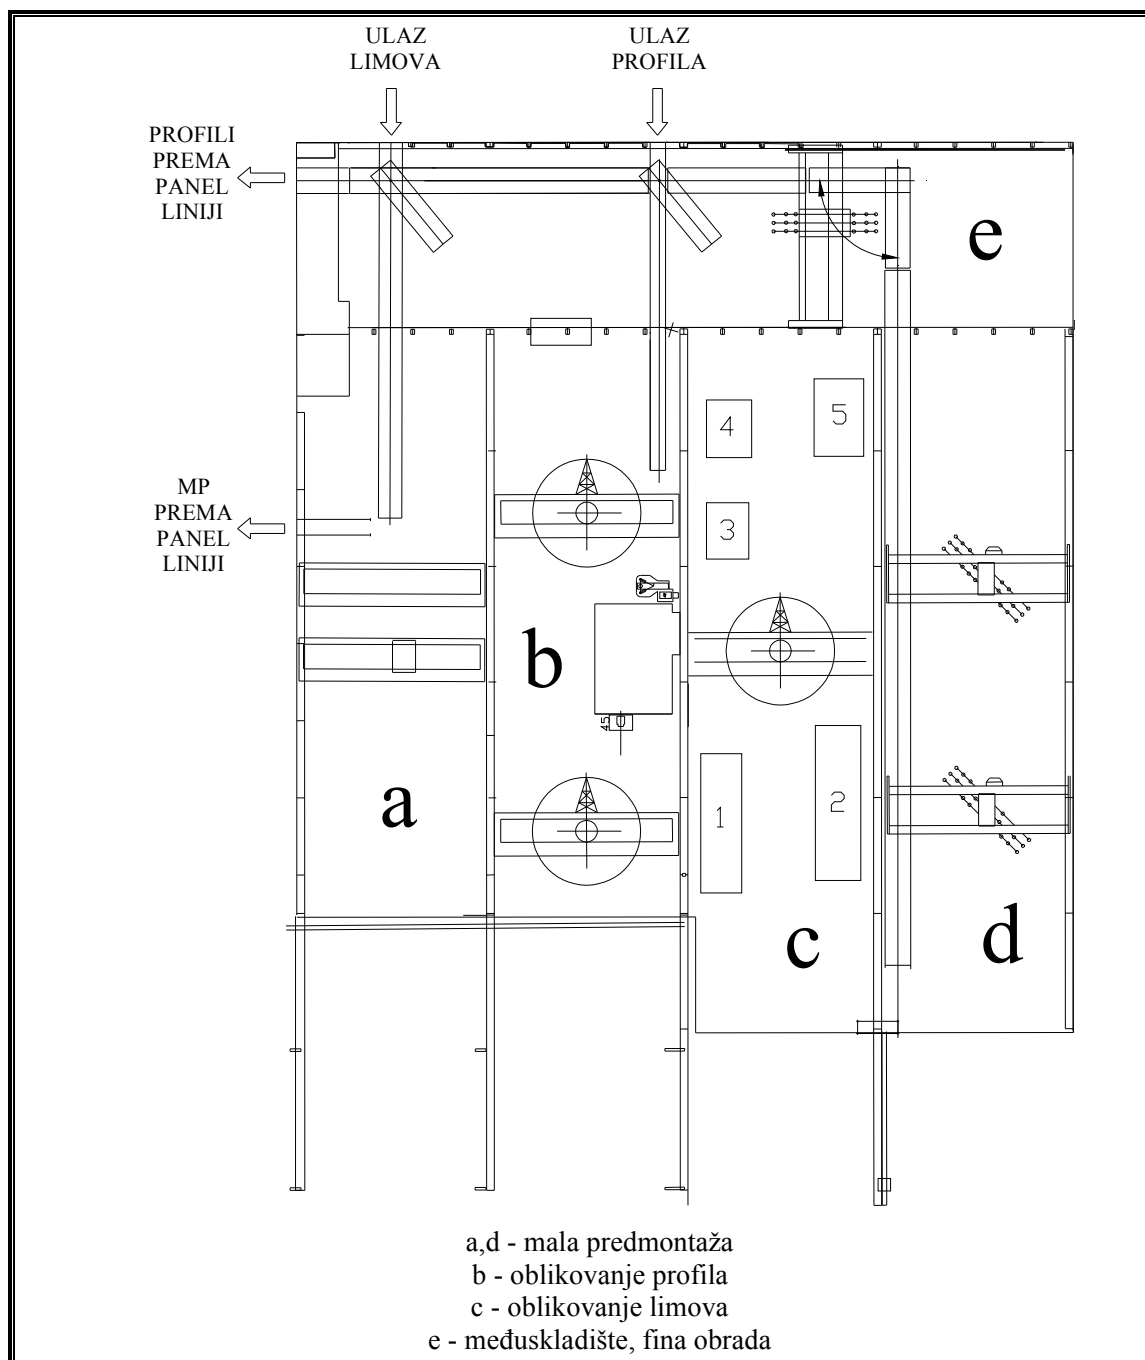 ULAZ
LIMOVA
ULAZ
PROFILA
PROFILI
PREMA
PANEL
LINIJI
e
4
5
3
MP
PREMA
PANEL
LINIJI
b
45
1
2
a
c
d
a,d - mala predmontaža
b - oblikovanje profila
c - oblikovanje limova
e - međuskladište, fina obrada